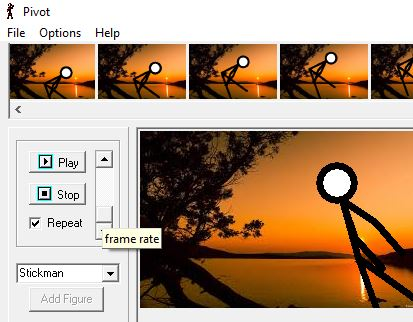 Pivot
File Options Help
Play
Stop
Repeat
frame rate
Stickman
Add Figure